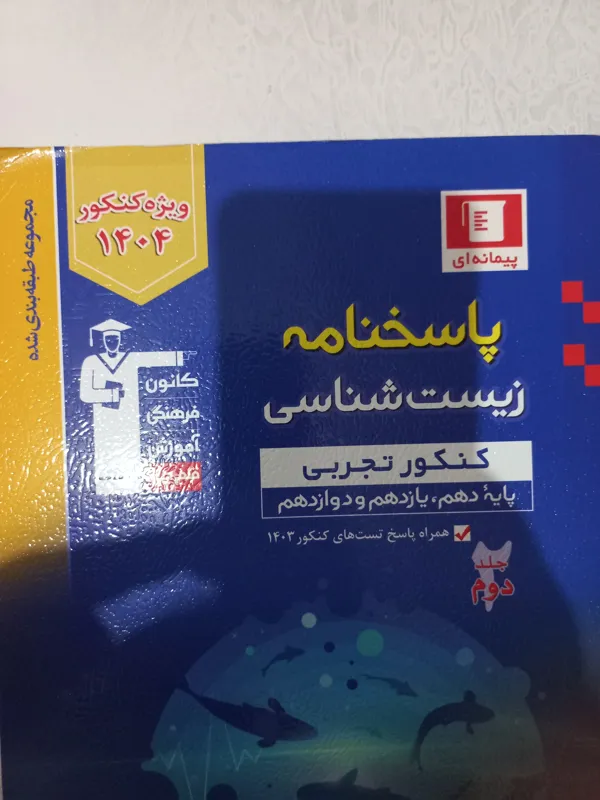 ویژه کنکور
۱۴۰۴
مجموعه طبقه‌بندی شده
پیمانه‌ای
پاسخنامه
زیست شناسی
کنکور تجربی
پایهٔ دهم، یازدهم و دوازدهم
همراه پاسخ تست‌های کنکور ۱۴۰۳
جلد
دوم
۲
کانون
فرهنگی
آموزش